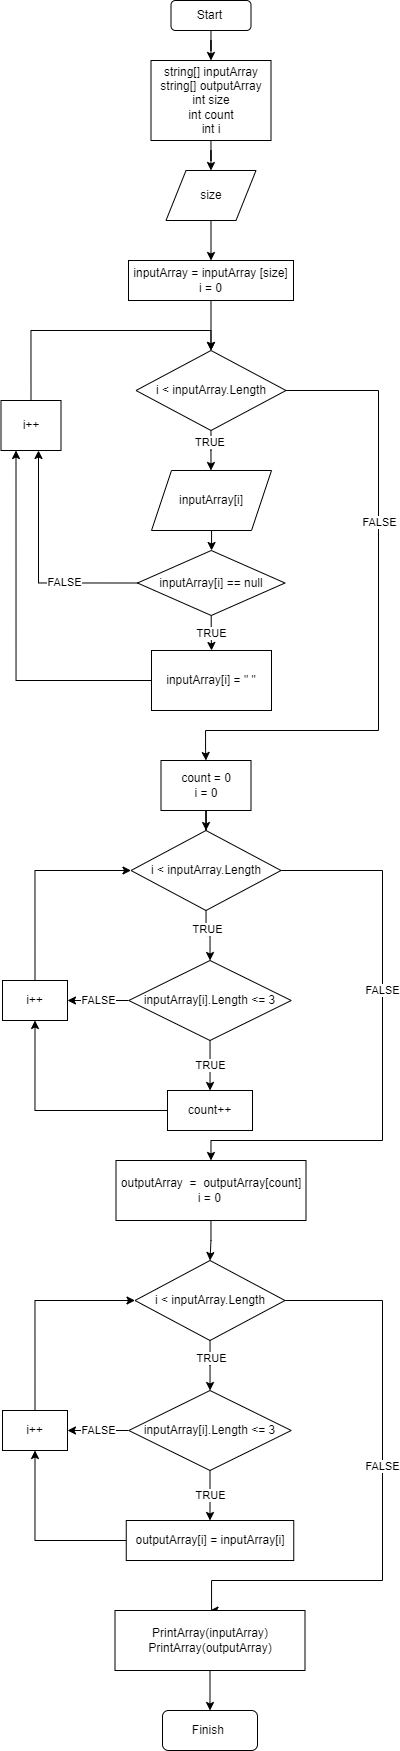 Start
string[] inputArray
string[] outputArray
int size
int count
int i
size
inputArray = inputArray [size]
i = 0
i < inputArray.Length
i++
TRUE
inputArray[i]
FALSE
inputArray[i] == null
FALSE
TRUE
inputArray[i] = " "
count = 0
i = 0
i < inputArray.Length
TRUE
FALSE
i++
FALSE
inputArray[i].Length <= 3
TRUE
count++
outputArray = outputArray[count]
i = 0
i < inputArray.Length
TRUE
i++
FALSE
inputArray[i].Length <= 3
FALSE
TRUE
outputArray[i] = inputArray[i]
PrintArray(inputArray)
PrintArray(outputArray)
Finish